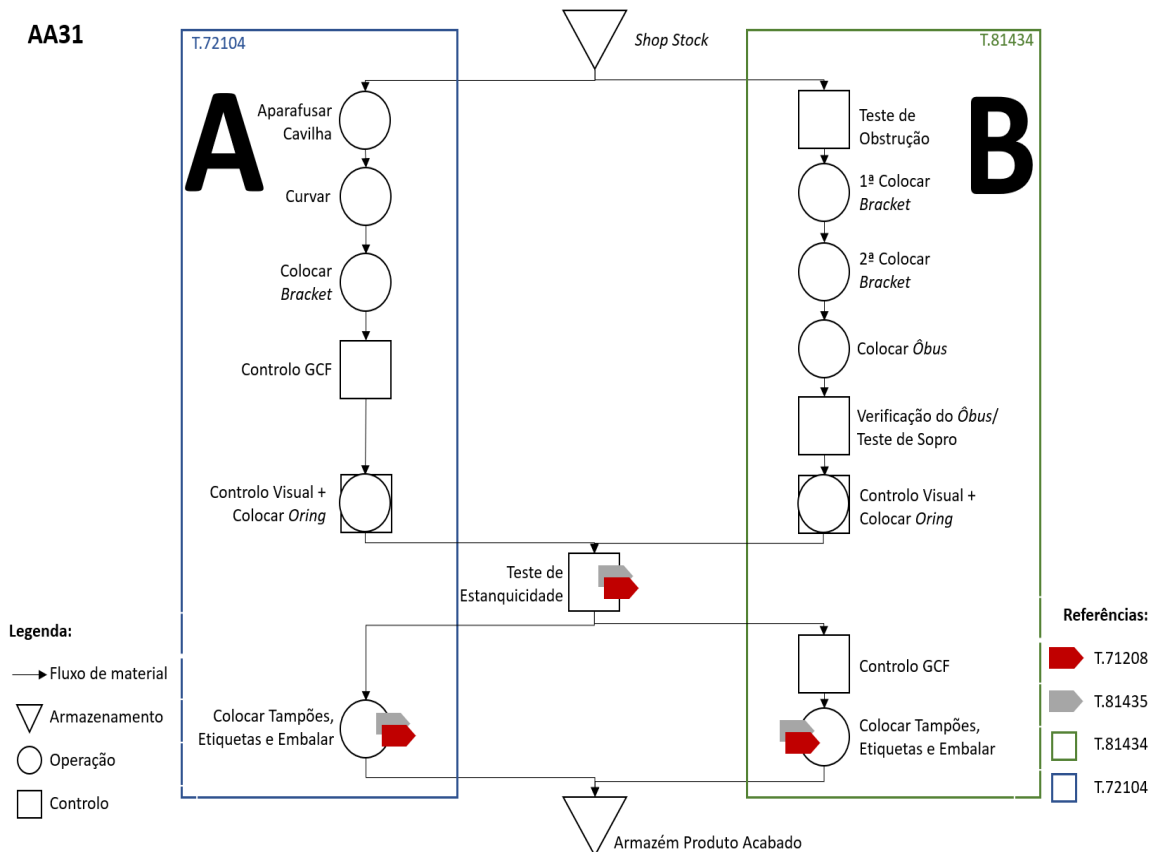 AA31
T.72104
Shop Stock
T.81434
A
B
Aparafusar
Cavilha
Curvar
Colocar
Bracket
Controlo GCF
Controlo Visual +
Colocar Oring
Teste de
Obstrução
1ª Colocar
Bracket
2ª Colocar
Bracket
Colocar Ôbus
Verificação do Ôbus/
Teste de Sopro
Controlo Visual +
Colocar Oring
Teste de
Estanquicidade
Controlo GCF
Colocar Tampões,
Etiquetas e Embalar
Colocar Tampões,
Etiquetas e Embalar
Armazém Produto Acabado
Legenda:
Fluxo de material
Armazenamento
Operação
Controlo
Referências:
T.71208
T.81435
T.81434
T.72104